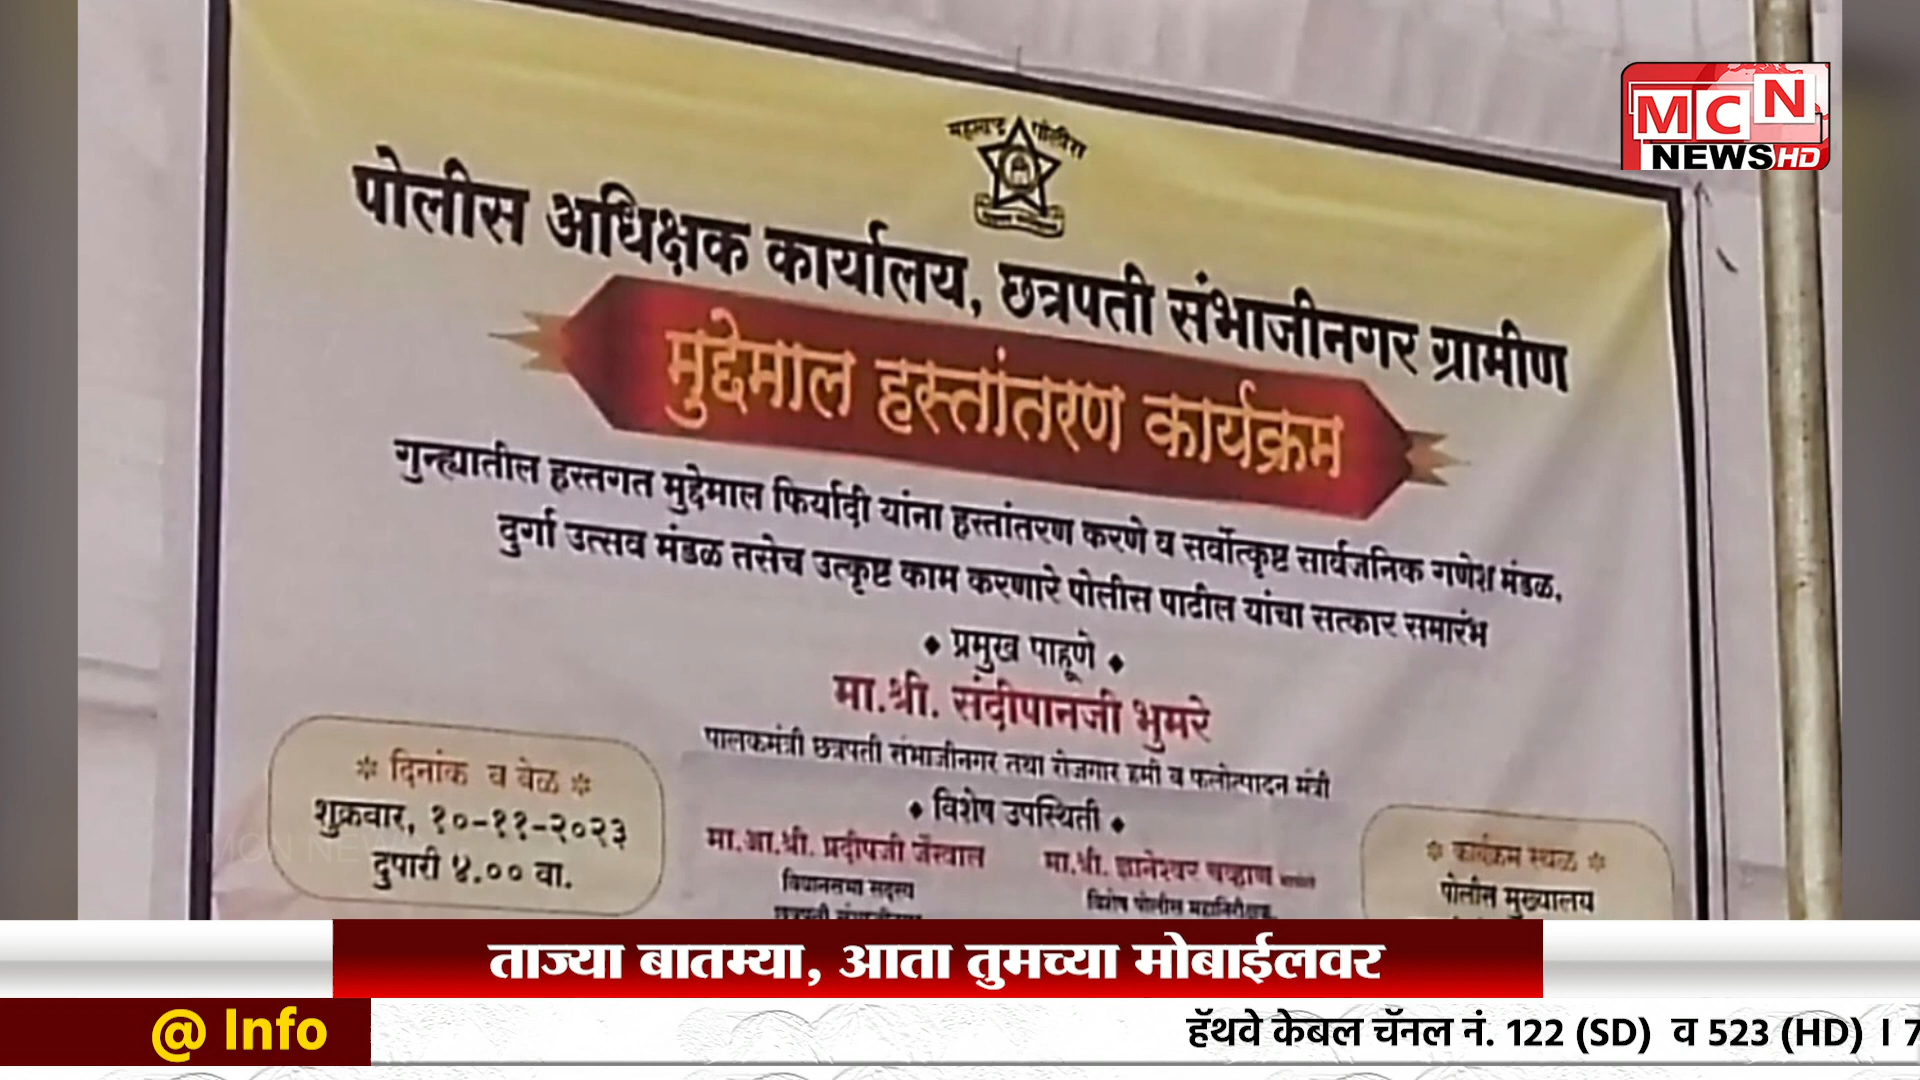 महाराष्ट्र पोलिस
MCN
NEWS HD
पोलीस अधिक्षक कार्यालय, छत्रपती संभाजीनगर ग्रामीण
मुद्देमाल हस्तांतरण कार्यक्रम
गुन्ह्यातील हस्तगत मुद्देमाल फिर्यादी यांना हस्तांतरण करणे व सर्वोत्कृष्ट सार्वजनिक गणेश मंडळ,
दुर्गा उत्सव मंडळ तसेच उत्कृष्ट काम करणारे पोलीस पाटील यांचा सत्कार समारंभ
♦ प्रमुख पाहूणे ♦
मा.श्री. संदीपानजी भुमरे
पालकमंत्री छत्रपती संभाजीनगर तथा रोजगार हमी व फलोत्पादन मंत्री
❊ दिनांक व वेळ ❊
शुक्रवार, १०-११-२०२३
दुपारी ४.०० वा.
♦ विशेष उपस्थिती ♦
मा.आ.श्री. प्रदीपजी जैस्वाल
विधानसभा सदस्य
मा.श्री. ज्ञानेश्वर चव्हाण
विशेष पोलीस महानिरीक्षक
❊ कार्यक्रम स्थळ ❊
पोलीस मुख्यालय
MCN NEWS
ताज्या बातम्या, आता तुमच्या मोबाईलवर
@ Info
हॅथवे केबल चॅनल नं. 122 (SD) व 523 (HD) । 7